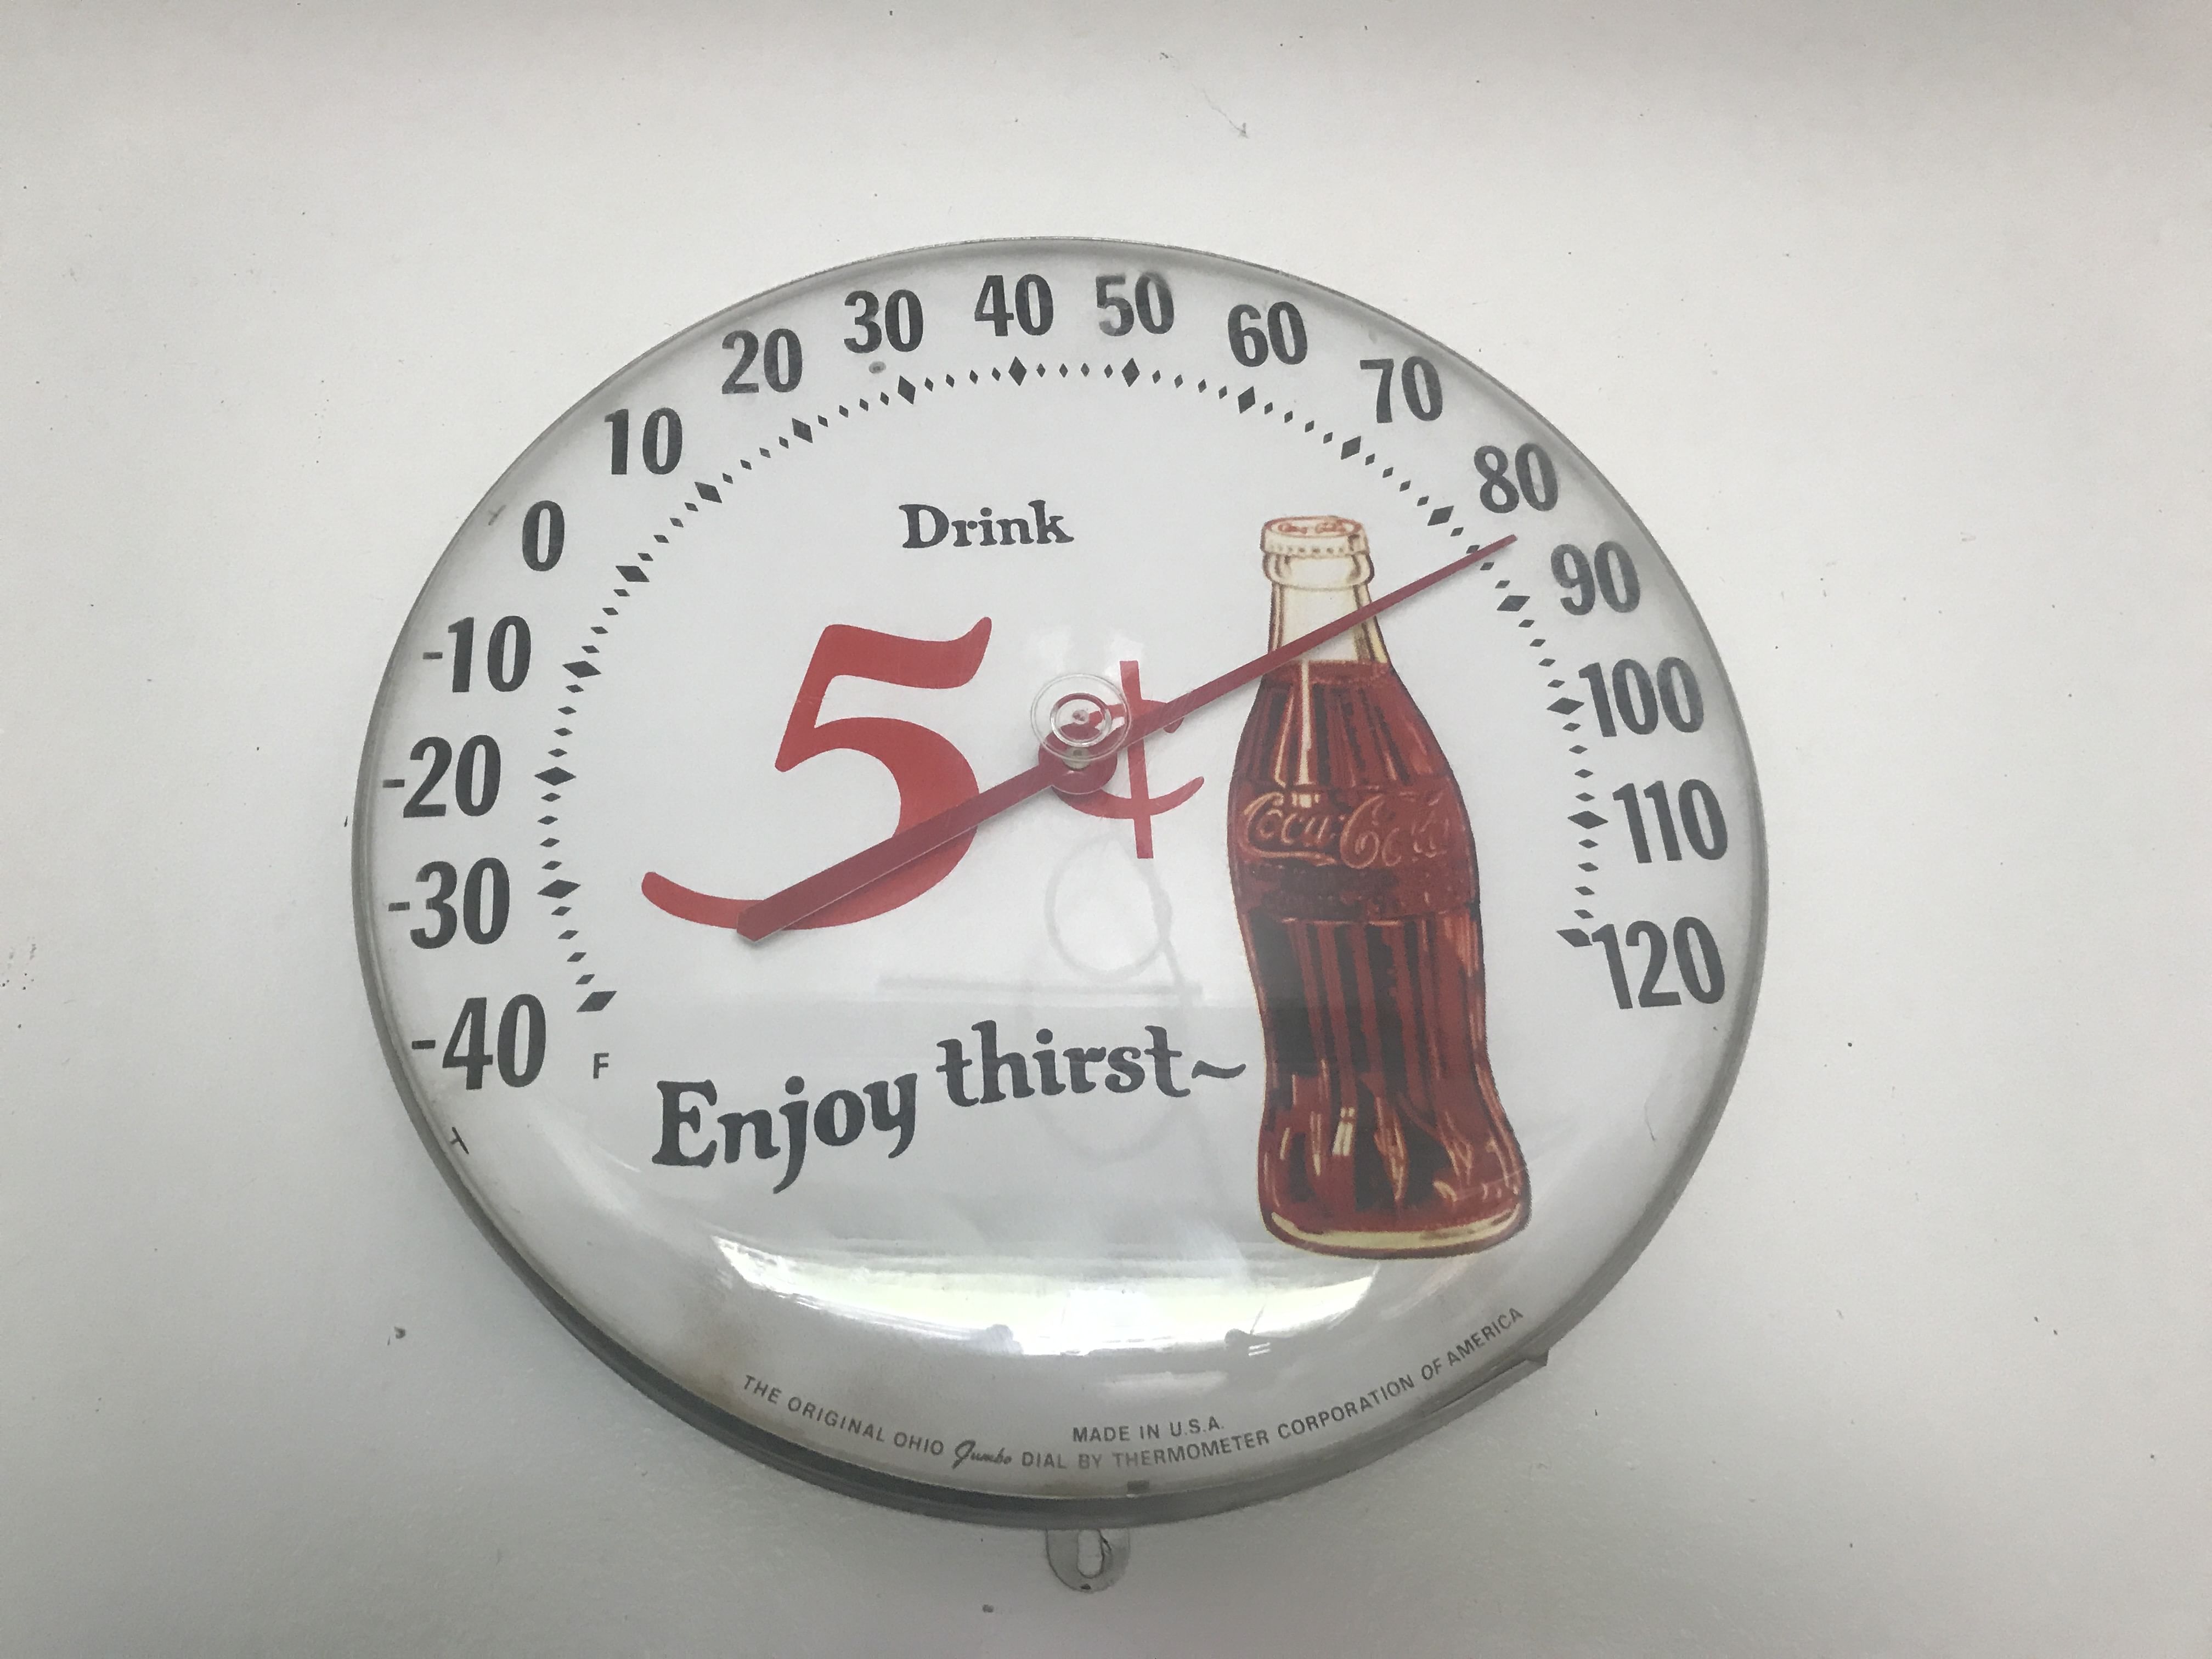 40 50
30 60
20 70
10 80
0 90
-10 100
-20 110
-30 120
-40
F
Drink
5¢
Coca-Cola
Enjoy thirst~
MADE IN U.S.A.
THE ORIGINAL OHIO Jumbo DIAL BY THERMOMETER CORPORATION OF AMERICA